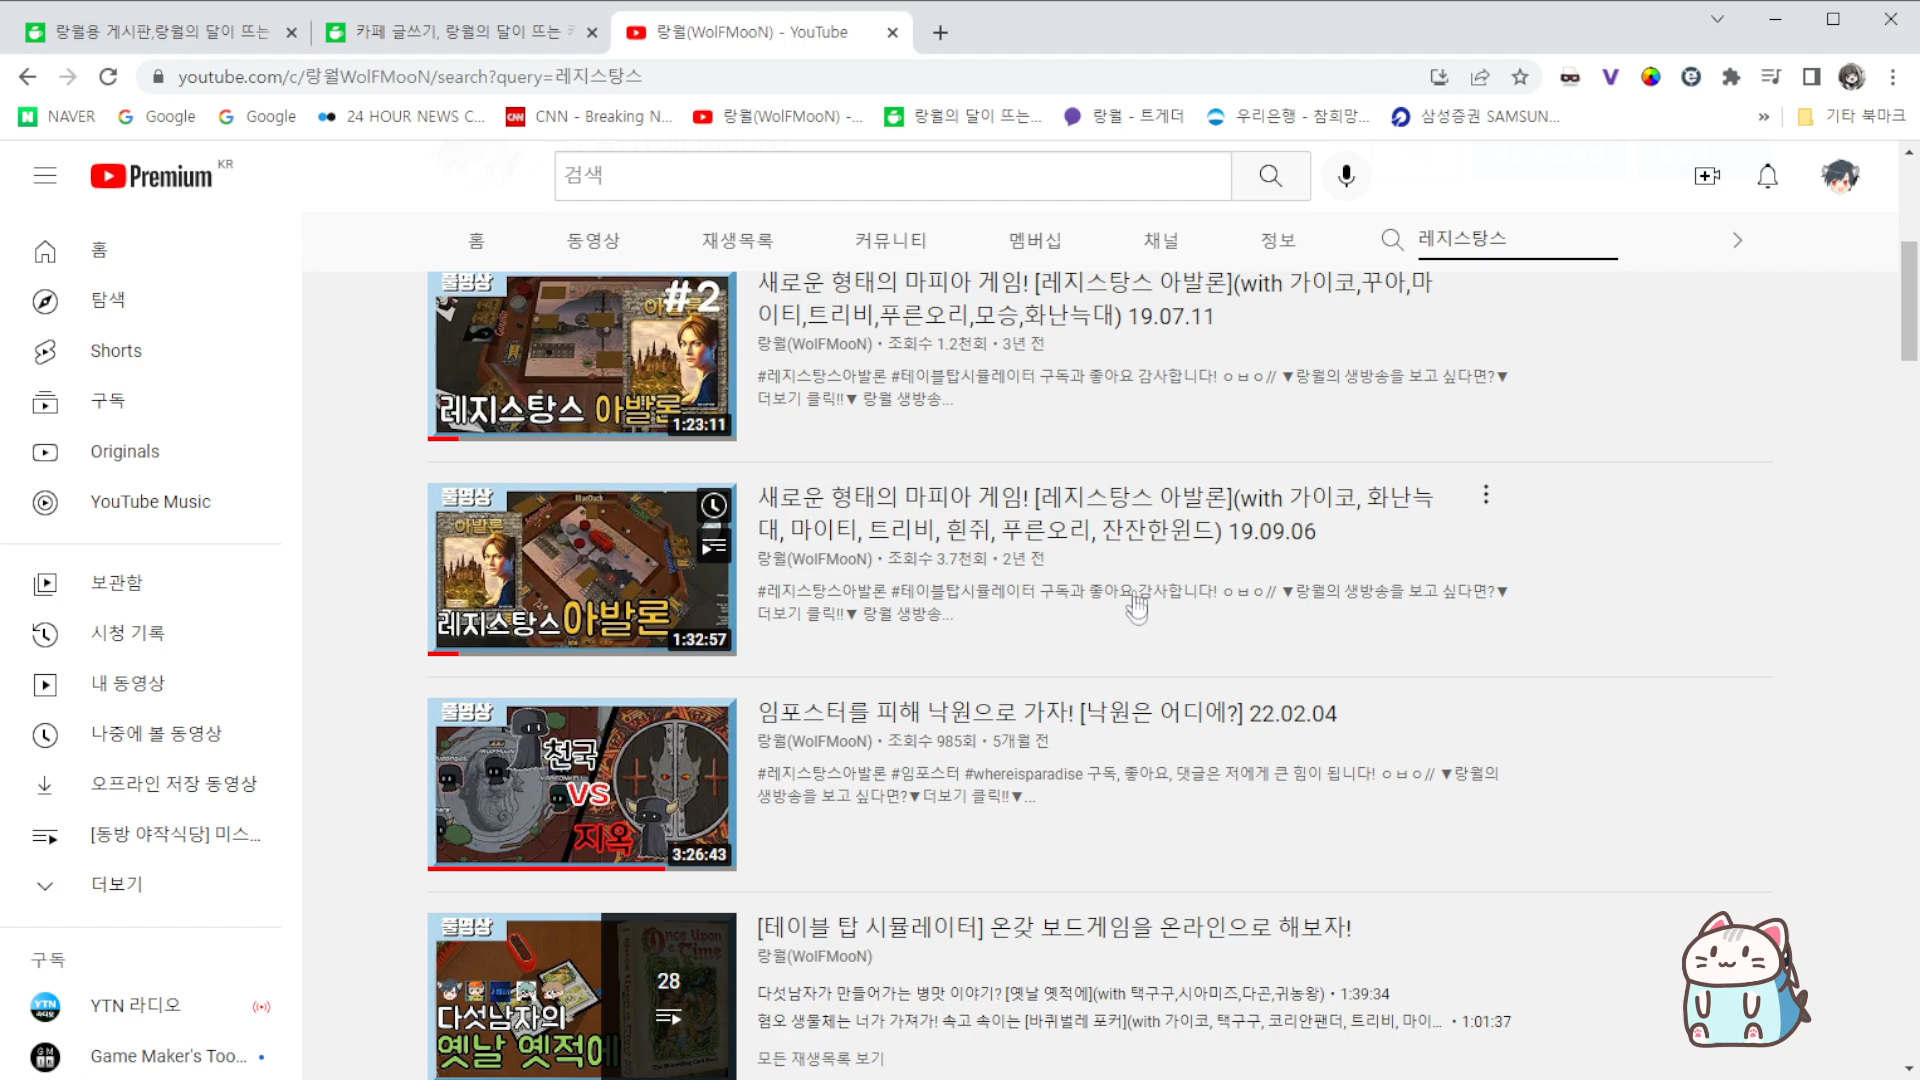 랑월용 게시판,랑월의 달이 뜨는
카페 글쓰기, 랑월의 달이 뜨는
랑월(WolFMooN) - YouTube
youtube.com/c/랑월WolFMooN/search?query=레지스탕스
NAVER
Google
Google
24 HOUR NEWS C...
CNN - Breaking N...
랑월(WolFMooN) -...
랑월의 달이 뜨는...
랑월 - 트게더
우리은행 - 참희망...
삼성증권 SAMSUN...
기타 북마크
Premium KR
검색
홈
동영상
재생목록
커뮤니티
멤버십
채널
정보
레지스탕스
홈
탐색
Shorts
구독
Originals
YouTube Music
보관함
시청 기록
내 동영상
나중에 볼 동영상
오프라인 저장 동영상
[동방 야작식당] 미스...
더보기
구독
YTN 라디오
Game Maker's Too...
풀영상
#2
레지스탕스 아발론
1:23:11
새로운 형태의 마피아 게임! [레지스탕스 아발론](with 가이코,꾸아,마
이티,트리비,푸른오리,모승,화난늑대) 19.07.11
랑월(WolFMooN) • 조회수 1.2천회 • 3년 전
#레지스탕스아발론 #테이블탑시뮬레이터 구독과 좋아요 감사합니다! ㅇㅂㅇ// ▼랑월의 생방송을 보고 싶다면?▼
더보기 클릭!!▼ 랑월 생방송...
풀영상
아발론
레지스탕스 아발론
1:32:57
새로운 형태의 마피아 게임! [레지스탕스 아발론](with 가이코, 화난늑
대, 마이티, 트리비, 흰쥐, 푸른오리, 잔잔한윈드) 19.09.06
랑월(WolFMooN) • 조회수 3.7천회 • 2년 전
#레지스탕스아발론 #테이블탑시뮬레이터 구독과 좋아요 감사합니다! ㅇㅂㅇ// ▼랑월의 생방송을 보고 싶다면?▼
더보기 클릭!!▼ 랑월 생방송...
풀영상
천국
VS
지옥
3:26:43
임포스터를 피해 낙원으로 가자! [낙원은 어디에?] 22.02.04
랑월(WolFMooN) • 조회수 985회 • 5개월 전
#레지스탕스아발론 #임포스터 #whereisparadise 구독, 좋아요, 댓글은 저에게 큰 힘이 됩니다! ㅇㅂㅇ// ▼랑월의
생방송을 보고 싶다면?▼더보기 클릭!!▼...
풀영상
다섯남자의
옛날 옛적에
Once Upon a Time
28
[테이블 탑 시뮬레이터] 온갖 보드게임을 온라인으로 해보자!
랑월(WolFMooN)
다섯남자가 만들어가는 병맛 이야기? [옛날 옛적에](with 택구구,시아미즈,다곤,귀농왕) • 1:39:34
혐오 생물체는 너가 가져가! 속고 속이는 [바퀴벌레 포커](with 가이코, 택구구, 코리안팬더, 트리비, 마이... • 1:01:37
모든 재생목록 보기